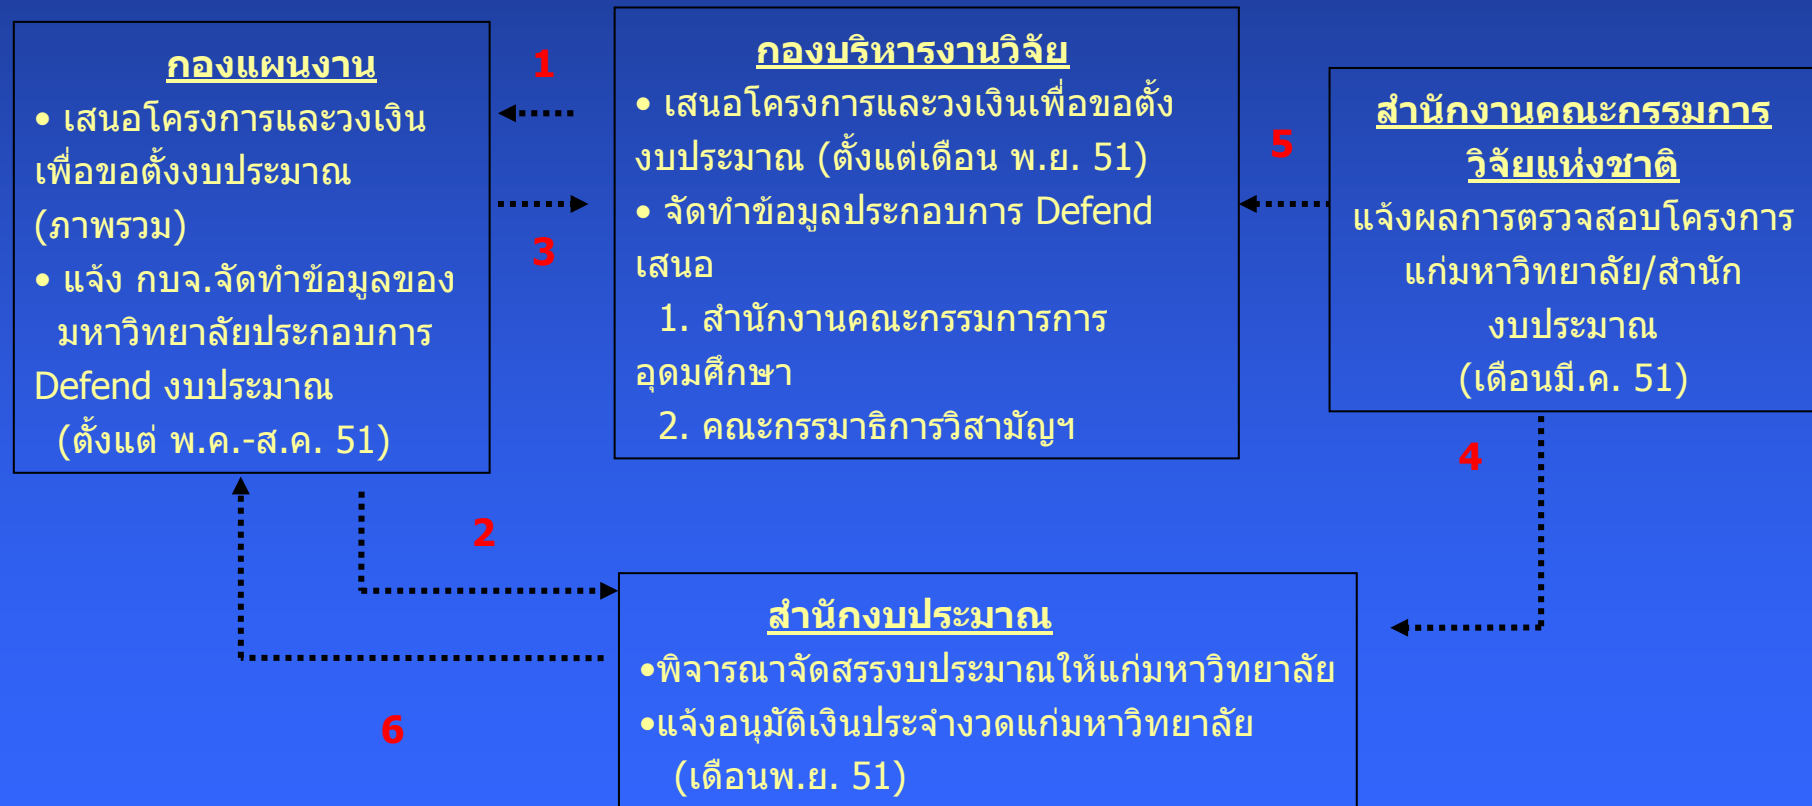 กองแผนงาน
• เสนอโครงการและวงเงิน
เพื่อขอตั้งงบประมาณ
(ภาพรวม)
• แจ้ง กบจ.จัดทำข้อมูลของ
มหาวิทยาลัยประกอบการ
Defend งบประมาณ
(ตั้งแต่ พ.ค.-ส.ค. 51)
1
3
กองบริหารงานวิจัย
• เสนอโครงการและวงเงินเพื่อขอตั้ง
งบประมาณ (ตั้งแต่เดือน พ.ย. 51)
• จัดทำข้อมูลประกอบการ Defend
เสนอ
1. สำนักงานคณะกรรมการการ
อุดมศึกษา
2. คณะกรรมาธิการวิสามัญฯ
5
สำนักงานคณะกรรมการ
วิจัยแห่งชาติ
แจ้งผลการตรวจสอบโครงการ
แก่มหาวิทยาลัย/สำนัก
งบประมาณ
(เดือนมี.ค. 51)
4
2
6
สำนักงบประมาณ
•พิจารณาจัดสรรงบประมาณให้แก่มหาวิทยาลัย
•แจ้งอนุมัติเงินประจำงวดแก่มหาวิทยาลัย
(เดือนพ.ย. 51)